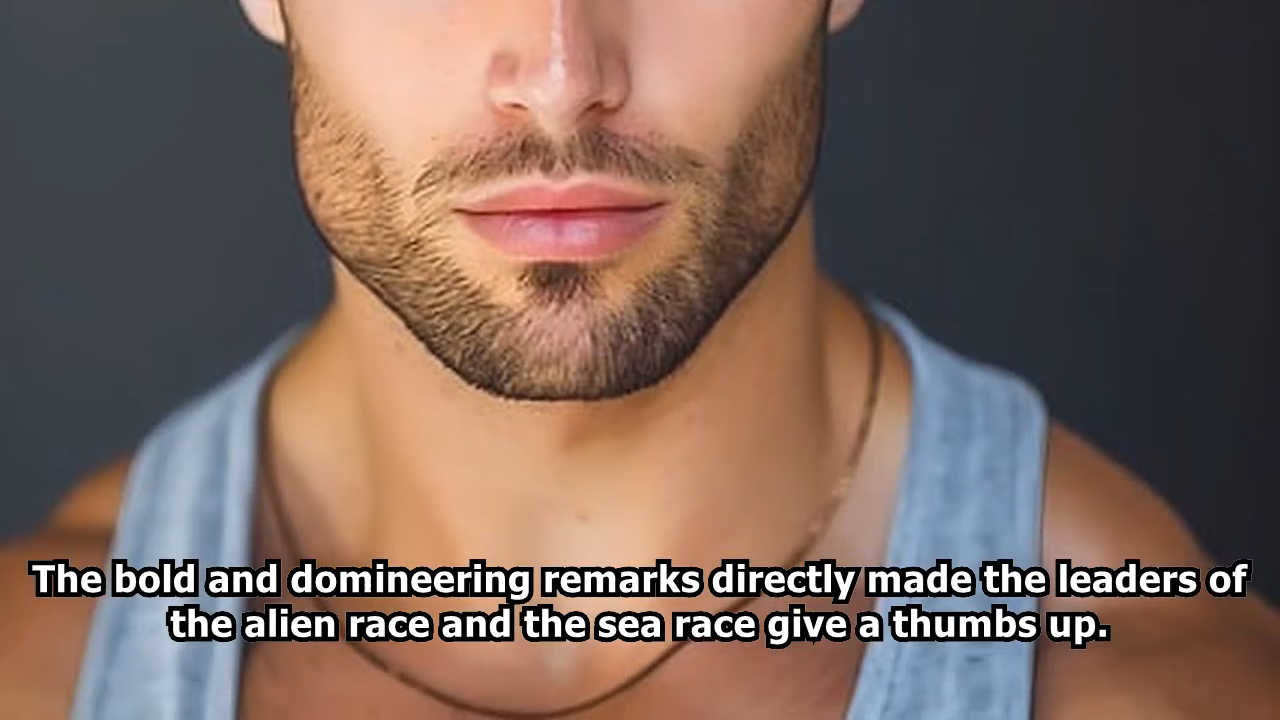 The bold and domineering remarks directly made the leaders of
the alien race and the sea race give a thumbs up.